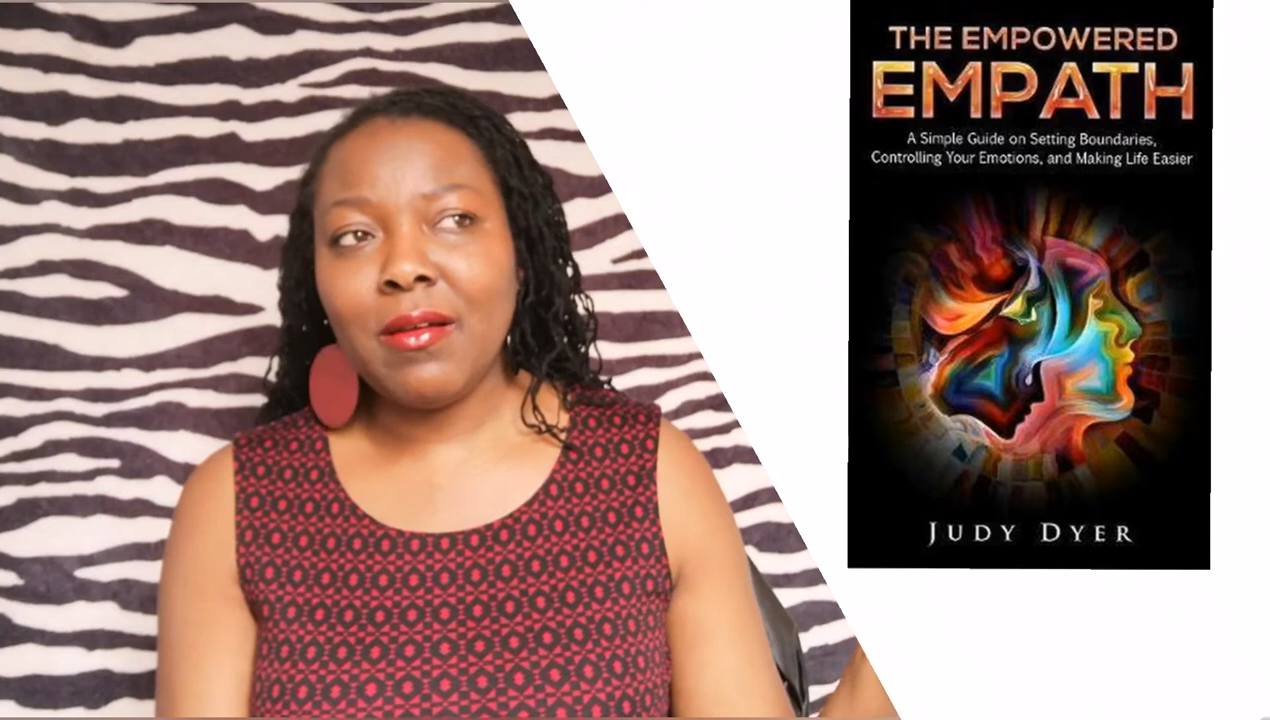 THE EMPOWERED
EMPATH
A Simple Guide on Setting Boundaries,
Controlling Your Emotions, and Making Life Easier
JUDY DYER